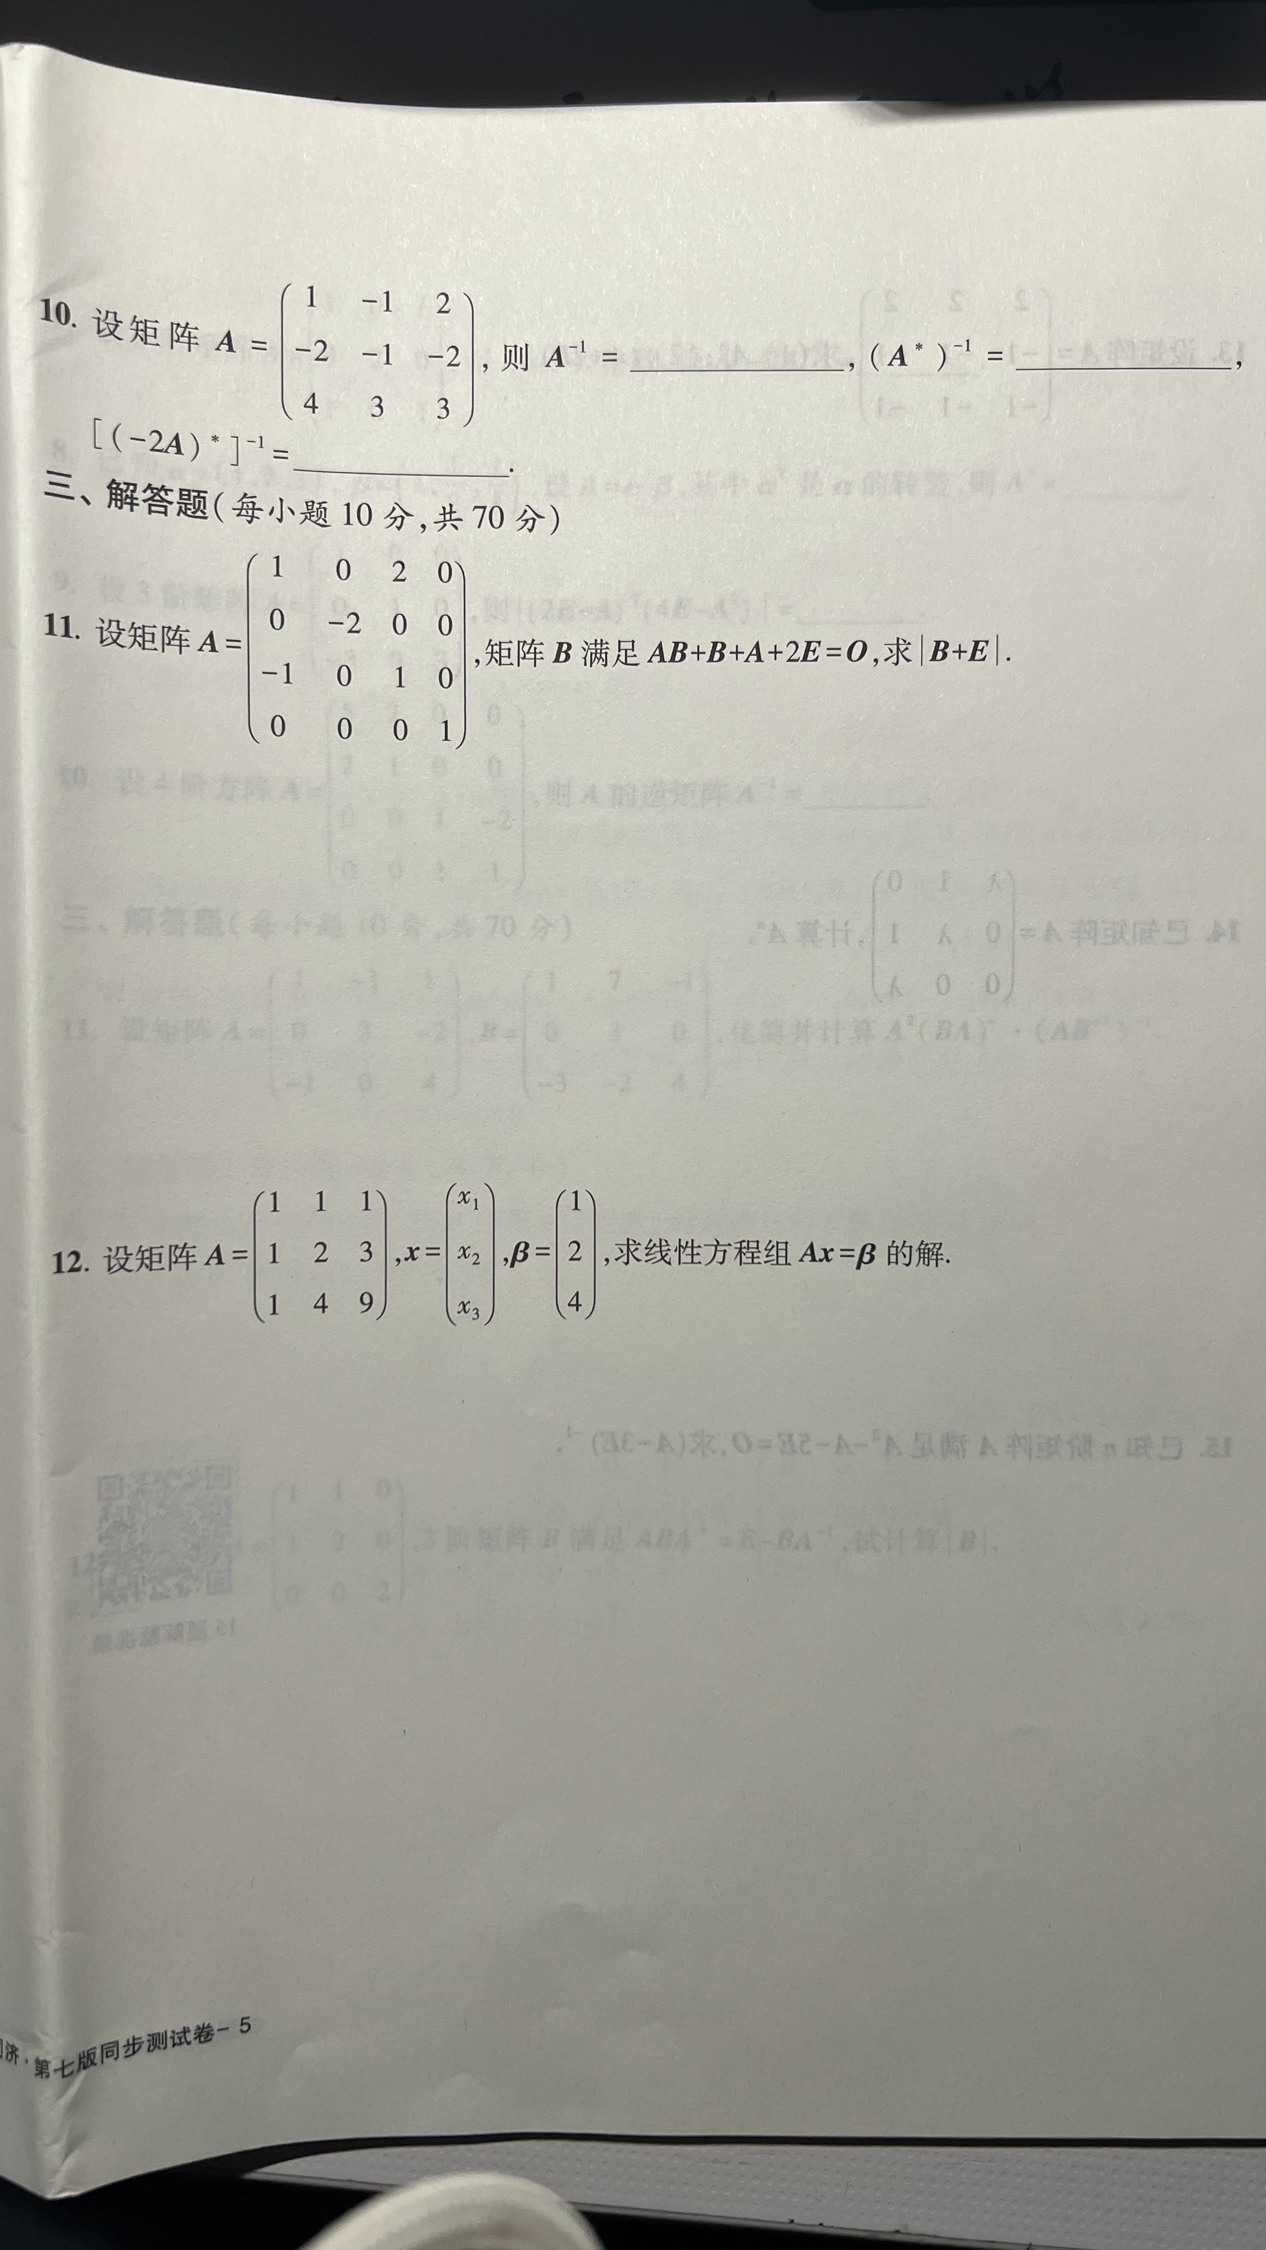 10. 设矩阵 A = ( 1 -1 2 ; -2 -1 -2 ; 4 3 3 ), 则 A⁻¹ = ________, (A*)⁻¹ = ________,
[(-2A)*]⁻¹ = ________.
三、解答题(每小题 10 分,共 70 分)
11. 设矩阵 A = ( 1 0 2 0 ; 0 -2 0 0 ; -1 0 1 0 ; 0 0 0 1 ),矩阵 B 满足 AB+B+A+2E=O,求|B+E|.
12. 设矩阵 A = ( 1 1 1 ; 1 2 3 ; 1 4 9 ),x = ( x₁ ; x₂ ; x₃ ),β = ( 1 ; 2 ; 4 ),求线性方程组 Ax=β 的解.
济·第七版同步测试卷-5